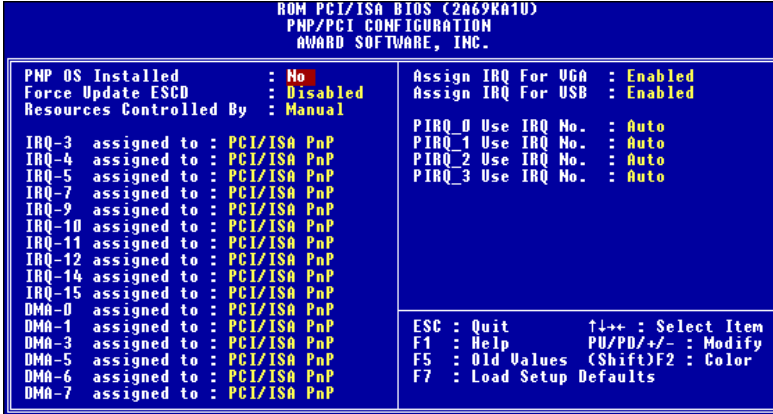 ROM PCI/ISA BIOS (2A69KA1U)
PNP/PCI CONFIGURATION
AWARD SOFTWARE, INC.
PNP OS Installed : No
Force Update ESCD : Disabled
Resources Controlled By : Manual
IRQ-3 assigned to : PCI/ISA PnP
IRQ-4 assigned to : PCI/ISA PnP
IRQ-5 assigned to : PCI/ISA PnP
IRQ-7 assigned to : PCI/ISA PnP
IRQ-9 assigned to : PCI/ISA PnP
IRQ-10 assigned to : PCI/ISA PnP
IRQ-11 assigned to : PCI/ISA PnP
IRQ-12 assigned to : PCI/ISA PnP
IRQ-14 assigned to : PCI/ISA PnP
IRQ-15 assigned to : PCI/ISA PnP
DMA-0 assigned to : PCI/ISA PnP
DMA-1 assigned to : PCI/ISA PnP
DMA-3 assigned to : PCI/ISA PnP
DMA-5 assigned to : PCI/ISA PnP
DMA-6 assigned to : PCI/ISA PnP
DMA-7 assigned to : PCI/ISA PnP
Assign IRQ For VGA : Enabled
Assign IRQ For USB : Enabled
PIRQ_0 Use IRQ No. : Auto
PIRQ_1 Use IRQ No. : Auto
PIRQ_2 Use IRQ No. : Auto
PIRQ_3 Use IRQ No. : Auto
ESC : Quit ↑↓→← : Select Item
F1 : Help PU/PD/+/- : Modify
F5 : Old Values (Shift)F2 : Color
F7 : Load Setup Defaults